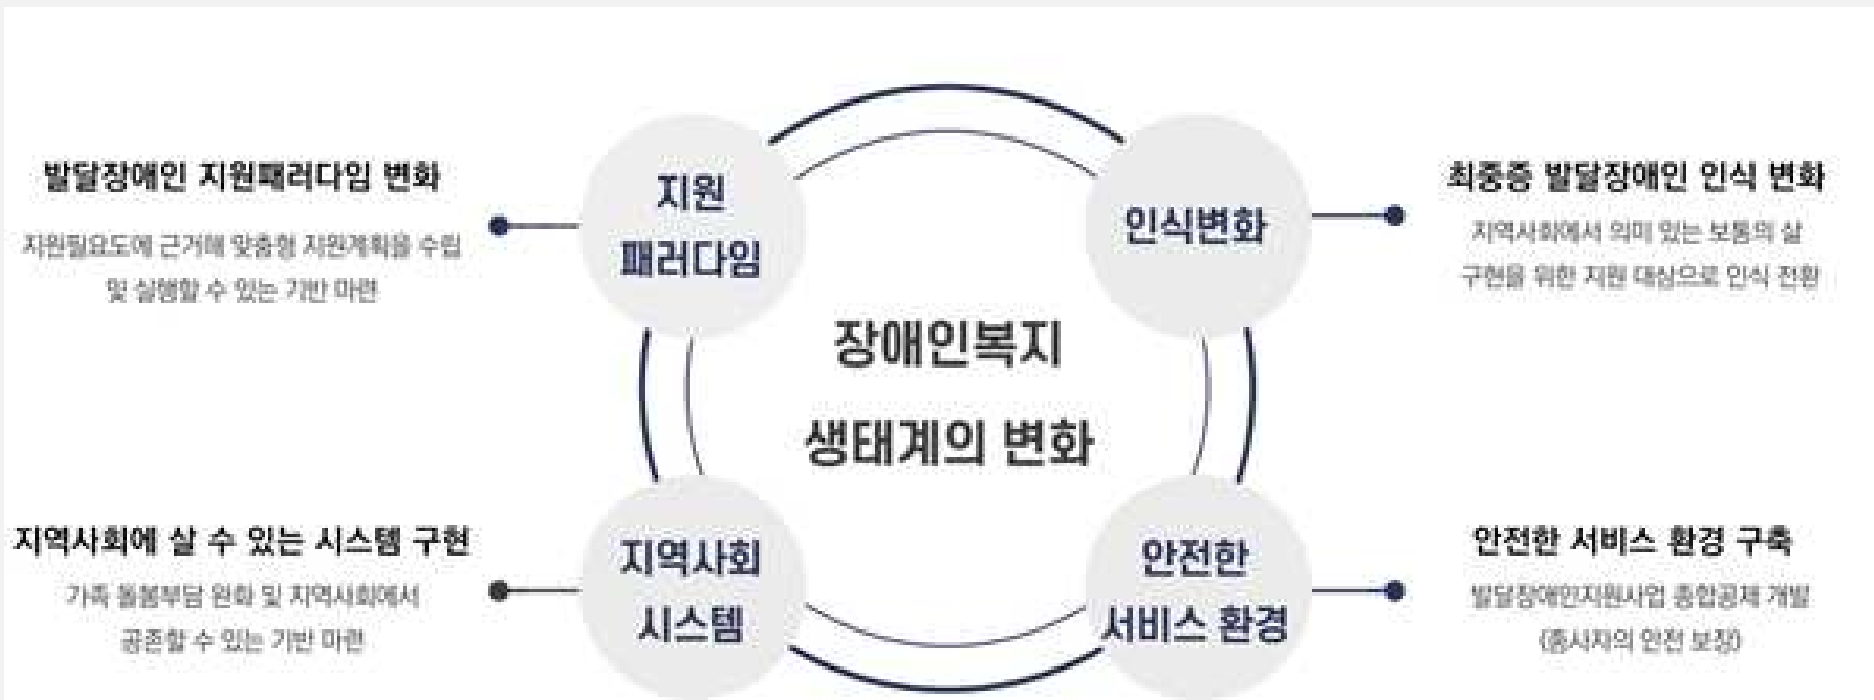 발달장애인 지원패러다임 변화
지원필요도에 근거해 맞춤형 지원계획을 수립
및 실행할 수 있는 기반 마련
지원
패러다임
인식변화
최중증 발달장애인 인식 변화
지역사회에서 의미 있는 보통의 삶
구현을 위한 지원 대상으로 인식 전환
장애인복지
생태계의 변화
지역사회에 살 수 있는 시스템 구현
가족 돌봄부담 완화 및 지역사회에서
공존할 수 있는 기반 마련
지역사회
시스템
안전한
서비스 환경
안전한 서비스 환경 구축
발달장애인지원사업 종합공제 개발
(종사자의 안전 보장)